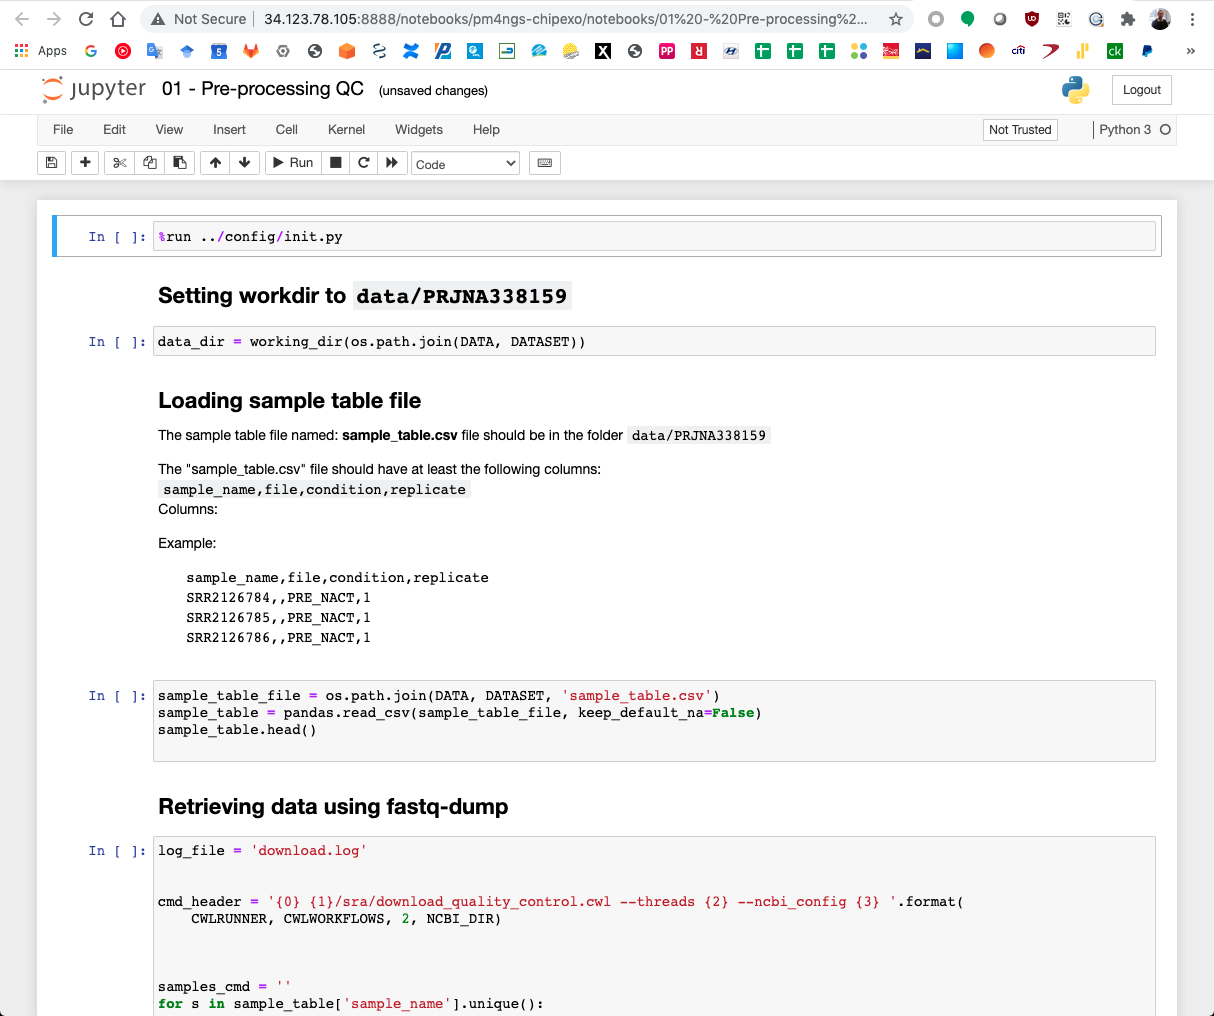 Not Secure 34.123.78.105:8888/notebooks/pm4ngs-chipexo/notebooks/01%20-%20Pre-processing%2...
Apps
jupyter 01 - Pre-processing QC (unsaved changes) Logout
File Edit View Insert Cell Kernel Widgets Help Not Trusted Python 3
Run Code
In [ ]: %run ../config/init.py
Setting workdir to data/PRJNA338159
In [ ]: data_dir = working_dir(os.path.join(DATA, DATASET))
Loading sample table file
The sample table file named: sample_table.csv file should be in the folder data/PRJNA338159
The "sample_table.csv" file should have at least the following columns:
sample_name,file,condition,replicate
Columns:
Example:
sample_name,file,condition,replicate
SRR2126784,,PRE_NACT,1
SRR2126785,,PRE_NACT,1
SRR2126786,,PRE_NACT,1
In [ ]: sample_table_file = os.path.join(DATA, DATASET, 'sample_table.csv')
sample_table = pandas.read_csv(sample_table_file, keep_default_na=False)
sample_table.head()
Retrieving data using fastq-dump
In [ ]: log_file = 'download.log'
cmd_header = '{0} {1}/sra/download_quality_control.cwl --threads {2} --ncbi_config {3} '.format(
CWLRUNNER, CWLWORKFLOWS, 2, NCBI_DIR)
samples_cmd = ''
for s in sample_table['sample_name'].unique():